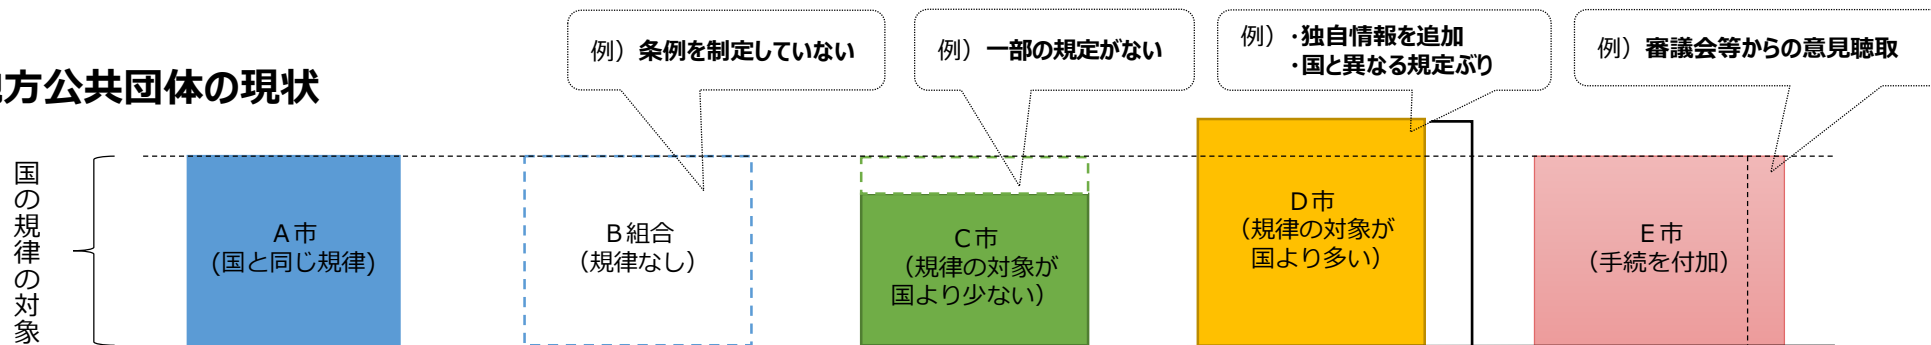 例）条例を制定していない
例）一部の規定がない
例）・独自情報を追加
・国と異なる規定ぶり
例）審議会等からの意見聴取
方公共団体の現状
国の規律の対象
Ａ市
(国と同じ規律)
Ｂ組合
（規律なし）
Ｃ市
（規律の対象が
国より少ない）
Ｄ市
（規律の対象が
国より多い）
Ｅ市
（手続を付加）